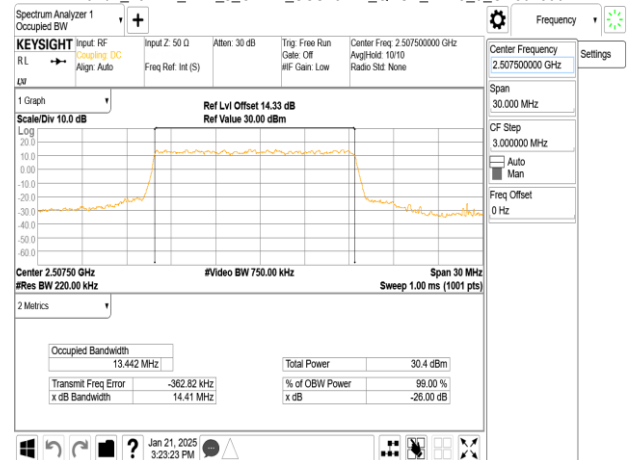 Spectrum Analyzer 1
Occupied BW
Frequency
KEYSIGHT Input: RF Input Z: 50 Ω Atten: 30 dB Trig: Free Run Center Freq: 2.507500000 GHz
RL Coupling: DC Gate: Off Avg|Hold: 10/10
Align: Auto Freq Ref: Int (S) #IF Gain: Low Radio Std: None
LXI
Center Frequency
2.507500000 GHz
Settings
Span
30.000 MHz
CF Step
3.000000 MHz
Auto
Man
Freq Offset
0 Hz
1 Graph
Ref Lvl Offset 14.33 dB
Scale/Div 10.0 dB Ref Value 30.00 dBm
Log
20.0
10.0
0.00
-10.0
-20.0
-30.0
-40.0
-50.0
-60.0
Center 2.50750 GHz #Video BW 750.00 kHz Span 30 MHz
#Res BW 220.00 kHz Sweep 1.00 ms (1001 pts)
2 Metrics
Occupied Bandwidth
13.442 MHz
Total Power 30.4 dBm
Transmit Freq Error -362.82 kHz % of OBW Power 99.00 %
x dB Bandwidth 14.41 MHz x dB -26.00 dB
? Jan 21, 2025
3:23:23 PM